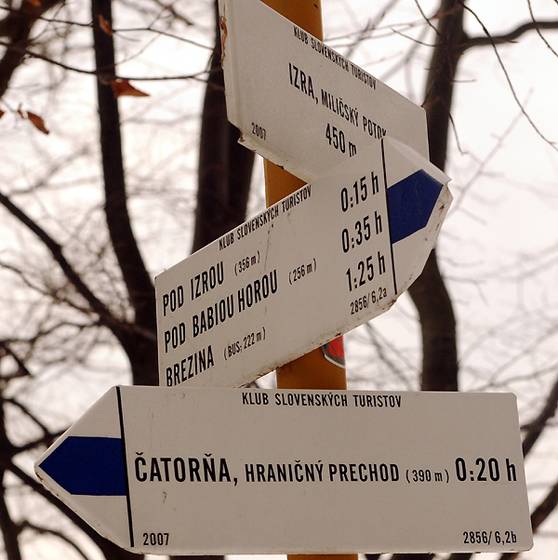 KLUB SLOVENSKÝCH TURISTOV
IZRA, MILIČSKÝ POTOK
450 m
2007
KLUB SLOVENSKÝCH TURISTOV
POD IZROU (356 m) 0:15 h
POD BABIOU HOROU (256 m) 0:35 h
BREZINA (BUS: 222 m) 1:25 h
2856/6,2a
KLUB SLOVENSKÝCH TURISTOV
ČATORŇA, HRANIČNÝ PRECHOD (390 m) 0:20 h
2007 2856/6,2b